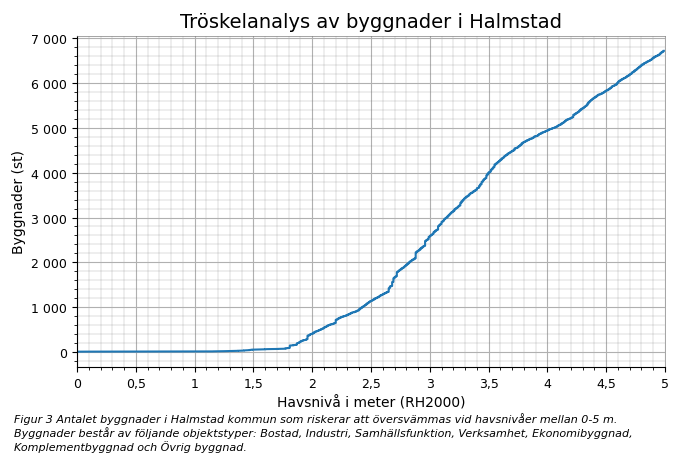 Tröskelanalys av byggnader i Halmstad
Byggnader (st)
7 000
6 000
5 000
4 000
3 000
2 000
1 000
0
0 0,5 1 1,5 2 2,5 3 3,5 4 4,5 5
Havsnivå i meter (RH2000)
Figur 3 Antalet byggnader i Halmstad kommun som riskerar att översvämmas vid havsnivåer mellan 0-5 m.
Byggnader består av följande objektstyper: Bostad, Industri, Samhällsfunktion, Verksamhet, Ekonomibyggnad,
Komplementbyggnad och Övrig byggnad.